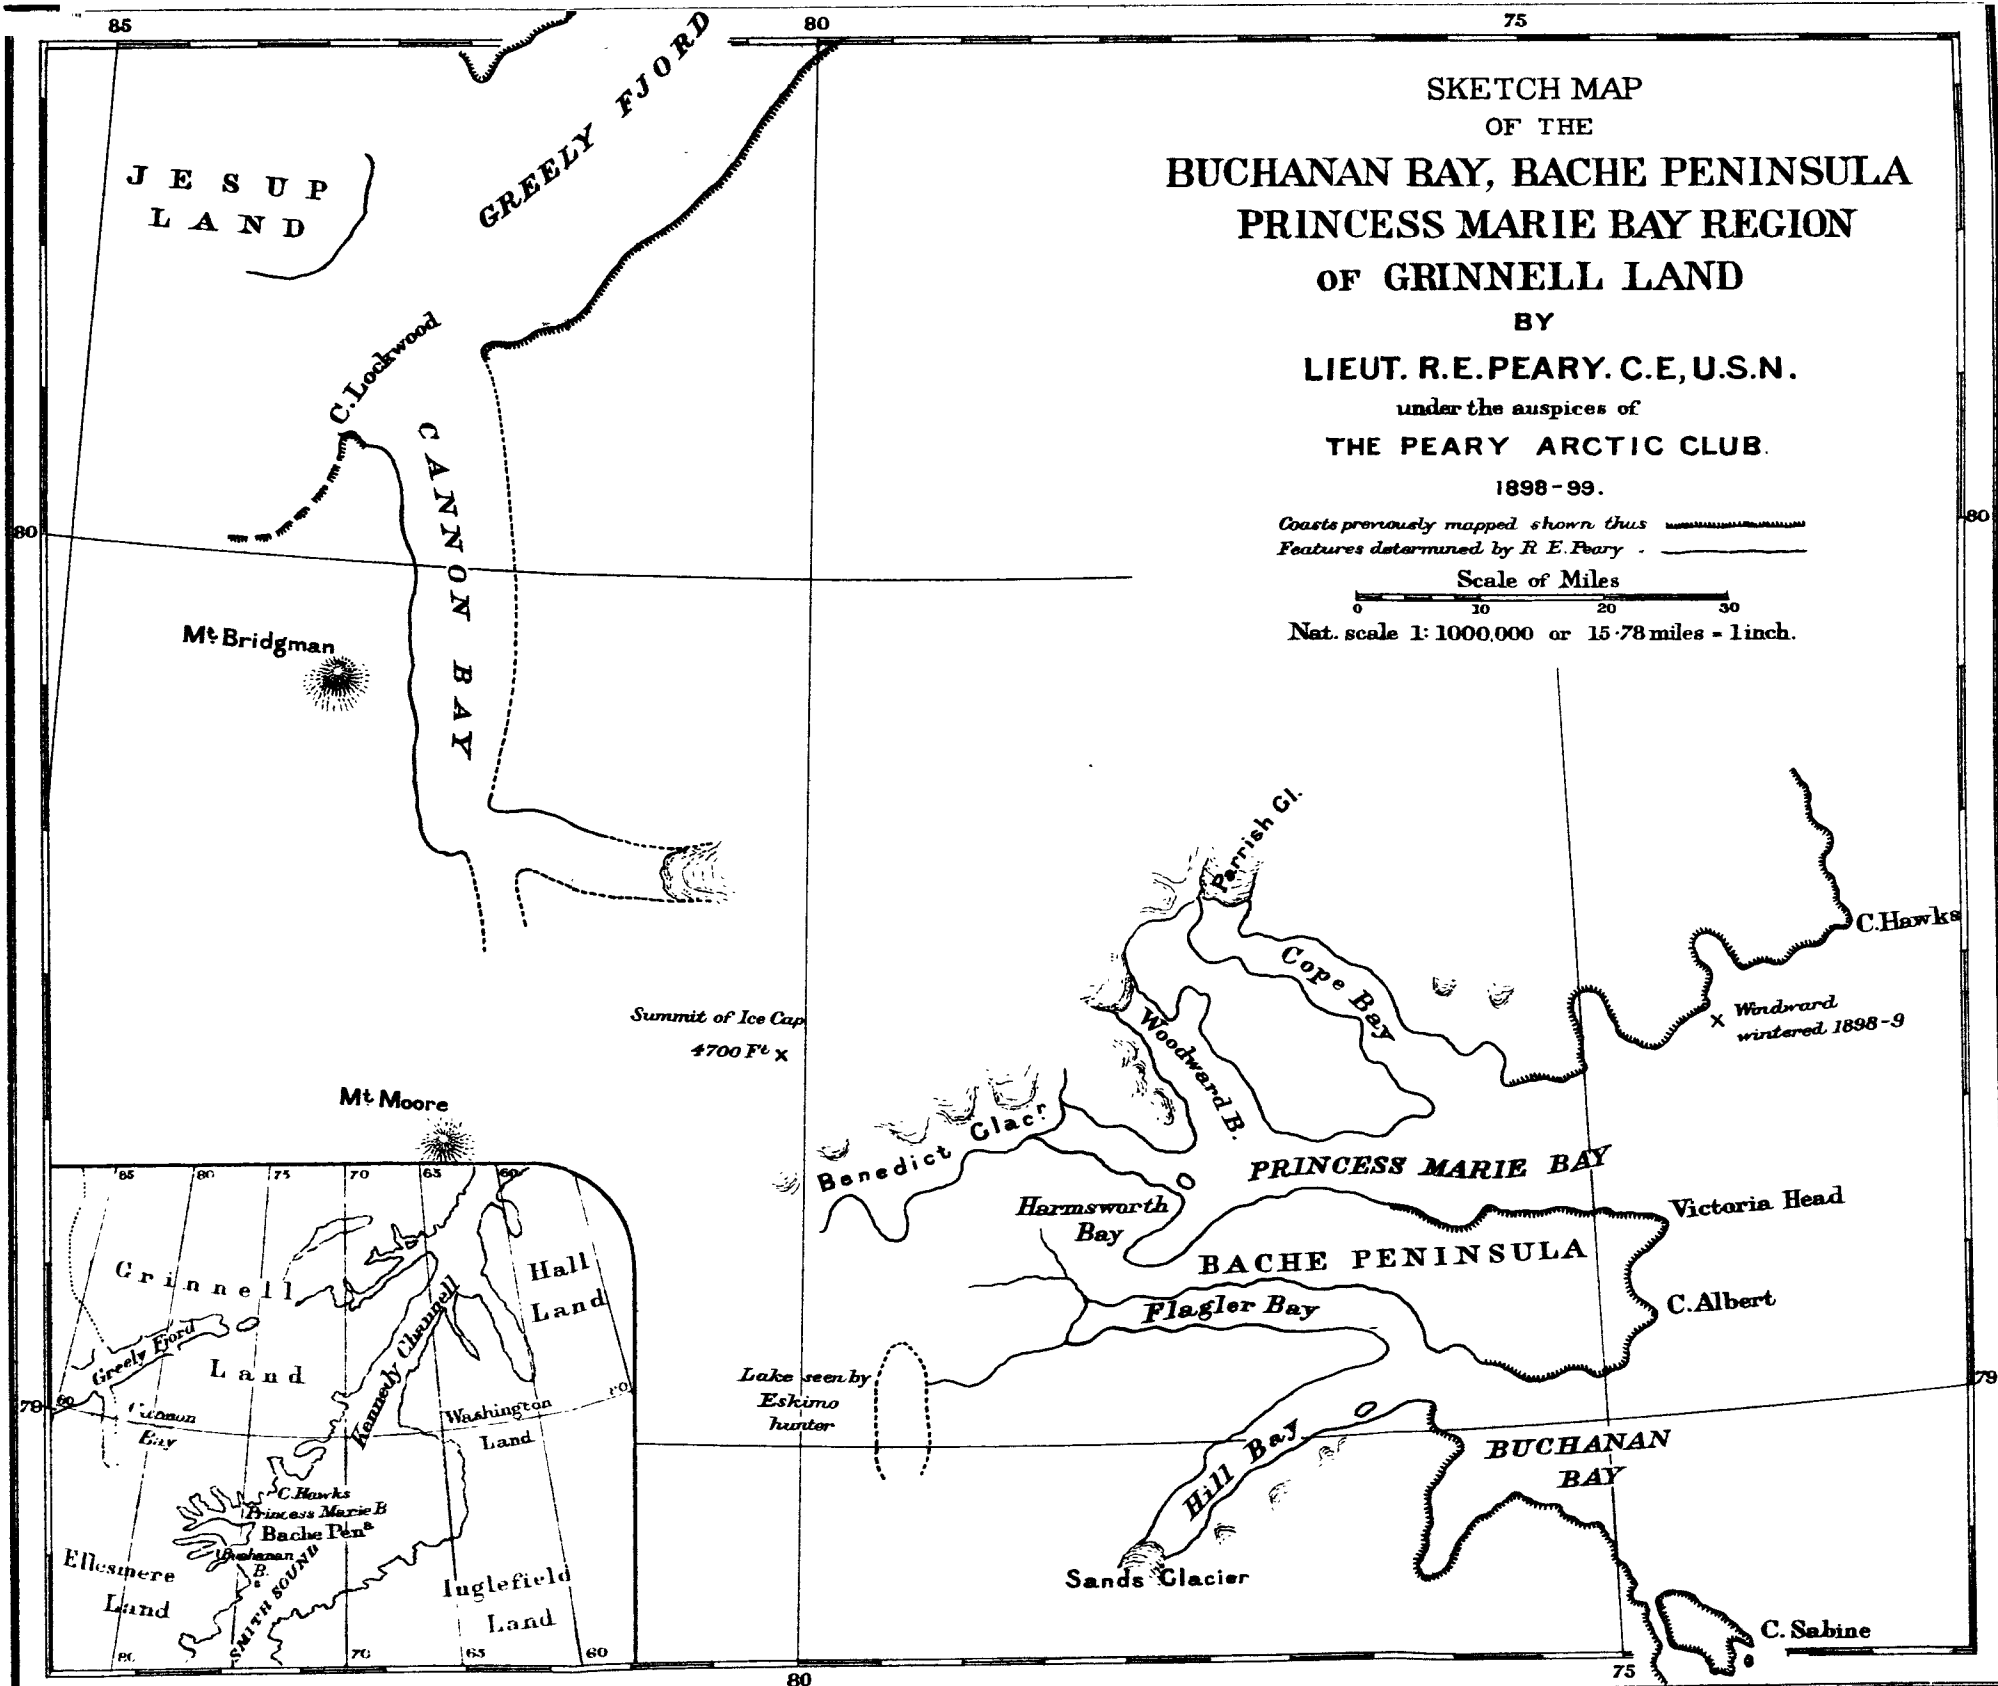 85
80
75
SKETCH MAP
OF THE
BUCHANAN BAY, BACHE PENINSULA
PRINCESS MARIE BAY REGION
OF GRINNELL LAND
BY
LIEUT. R.E. PEARY. C.E, U.S.N.
under the auspices of
THE PEARY ARCTIC CLUB.
1898-99.
Coasts previously mapped shown thus
Features determined by R E. Peary -
Scale of Miles
0 10 20 30
Nat. scale 1:1000,000 or 15·78 miles = 1 inch.
JESUP
LAND
GREELY FJORD
C. Lockwood
CANNON BAY
80
80
Mt. Bridgman
Parrish Gl.
C. Hawks
Cope Bay
Windward
wintered 1898-9
Summit of Ice Cap
4700 Ft x
Woodward B.
Mt Moore
Benedict Glacr.
PRINCESS MARIE BAY
Harmsworth
Bay
Victoria Head
BACHE PENINSULA
Flagler Bay
C. Albert
Lake seen by
Eskimo
hunter
79
79
Hill Bay
BUCHANAN
BAY
Sands Glacier
C. Sabine
80
75
85
80
75
70
65
60
Grinnell
Land
Hall
Land
Greely Fjord
Kennedy Channell
80
Cannon
Bay
Washington
Land
C. Hawks
Princess Marie B
Bache Pena
Buchanan
B.
Ellesmere
Land
SMITH SOUND
Inglefield
Land
70
65
60